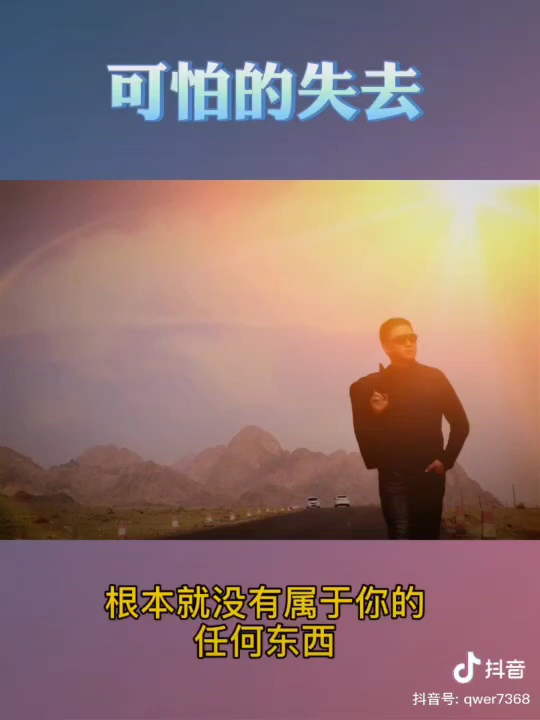 可怕的失去
根本就没有属于你的
任何东西
抖音
抖音号: qwer7368